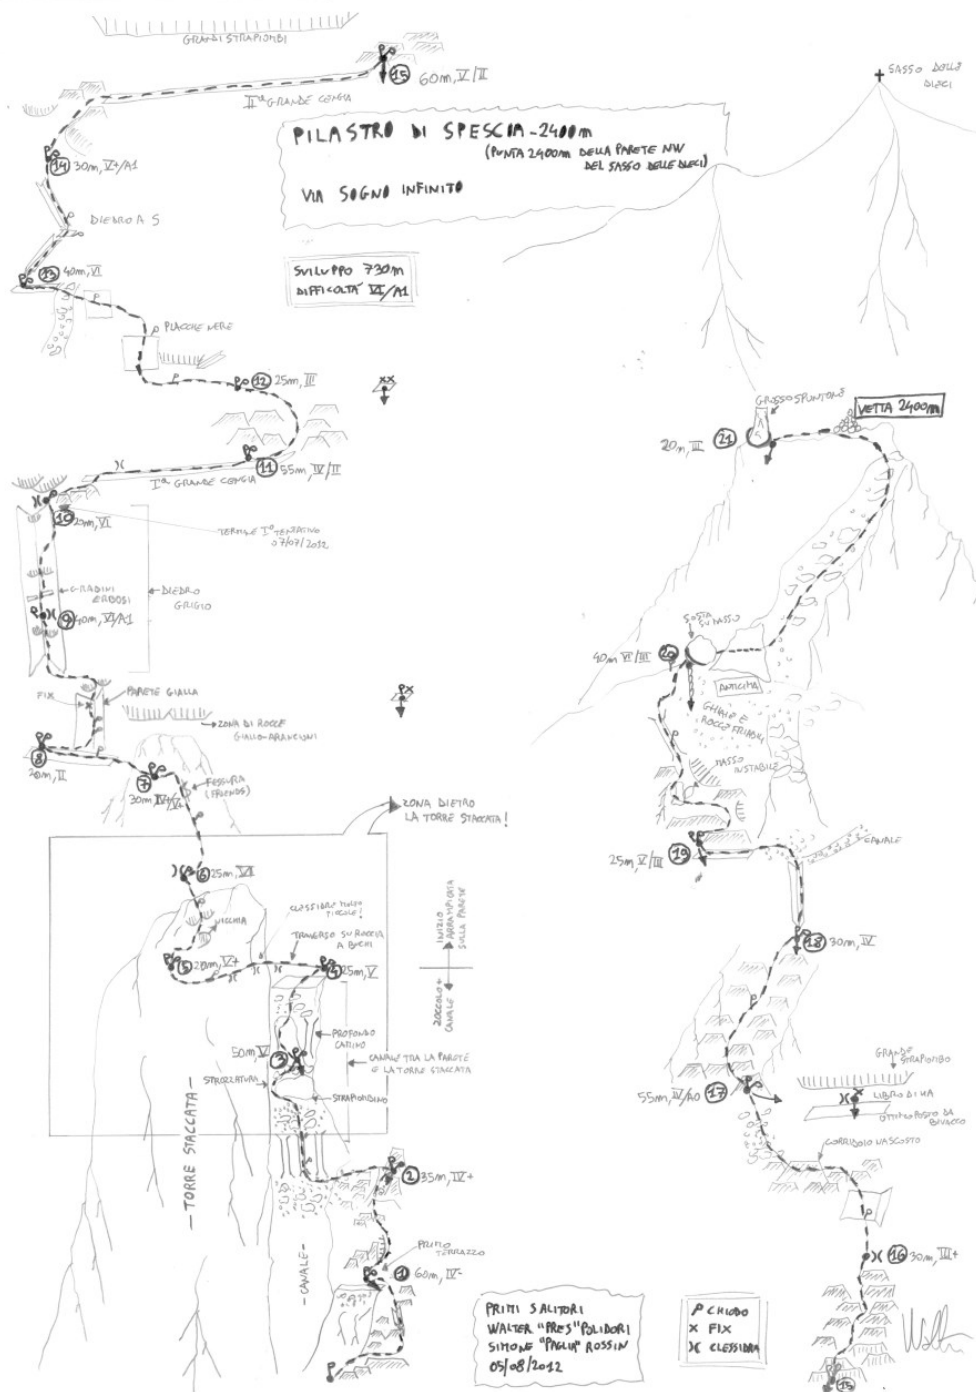 GRANDI STRAPIOMBI
15 60m, V/II
IIª GRANDE CENGIA
SASSO DELLE
DIECI
PILASTRO DI SPESCIA - 2400m
(PUNTA 2400m DELLA PARETE NW
DEL SASSO DELLE DIECI)
VIA SOGNO INFINITO
SVILUPPO 730m
DIFFICOLTÀ VI/A1
14 30m, V+/A1
DIEDRO A S
13 40m, VI
PLACCHE NERE
12 25m, III
11 55m, IV/II
Iª GRANDE CENGIA
10 20m, VI
TERMINE I° TENTATIVO
07/07/2012
GRADINI
ERBOSI
DIEDRO
GRIGIO
9 40m, VI/A1
FIX
PARETE GIALLA
ZONA DI ROCCE
GIALLO-ARANCIONI
8
20m, II
7
30m IV+/V+
FESSURA
(FRIENDS)
ZONA DIETRO
LA TORRE STACCATA!
6 25m, VI
NICCHIA
CLESSIDRE MOLTO
PICCOLE!
TRAVERSO SU ROCCIA
A BUCHI
5 20m, V+
4 25m, V
INIZIO
ARRAMPICATA
SULLA PARETE
ZOCCOLO +
CANALE
PROFONDO
CAMINO
50m, V
3
CANALE TRA LA PARETE
E LA TORRE STACCATA
STROZZATURA
STRAPIOMBINO
- TORRE STACCATA -
2 35m, IV+
PRIMO
TERRAZZO
1 60m, IV-
- CANALE -
GROSSO SPUNTONE
VETTA 2400m
20m, III 21
SOSTA
SU MASSO
40m VI/III 20
ANTICIMA
GHIAIE E
ROCCE FRIABILI
MASSO
INSTABILE
19
25m, V/III
CANALE
18 30m, IV
GRANDE
STRAPIOMBO
55m, IV/A0 17
LIBRO DI VIA
OTTIMO POSTO DA
BIVACCO
CORRIDOIO NASCOSTO
16 30m, III+
15
PRIMI SALITORI
WALTER "PRES" POLIDORI
SIMONE "PAGLIA" ROSSIN
05/08/2012
CHIODO
X FIX
CLESSIDRA